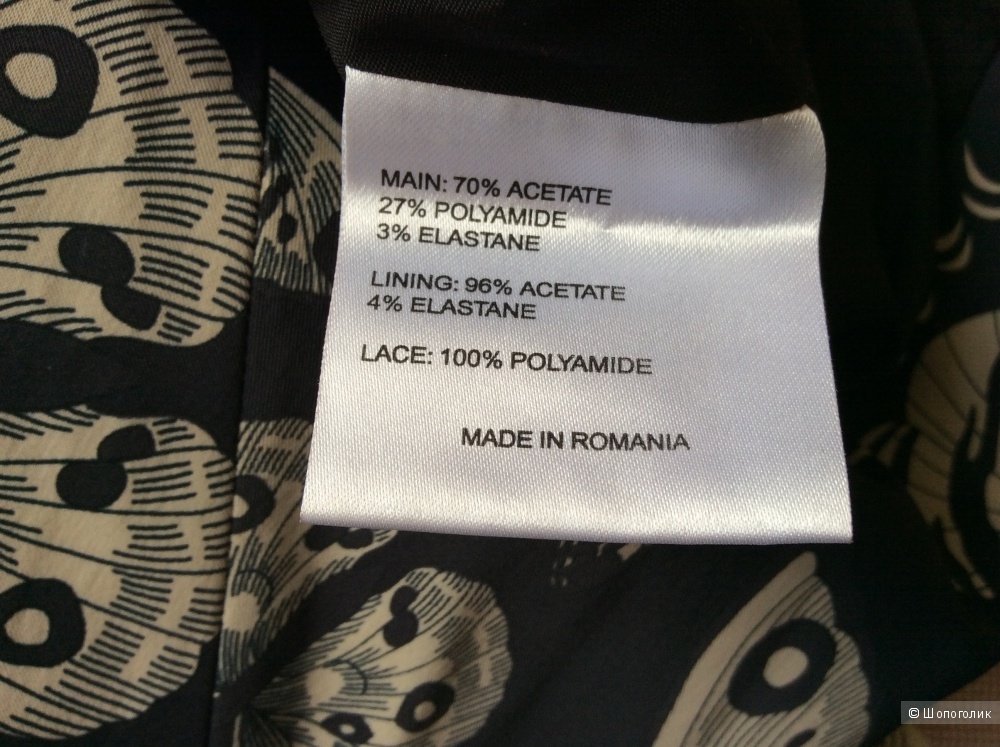 MAIN: 70% ACETATE
27% POLYAMIDE
3% ELASTANE
LINING: 96% ACETATE
4% ELASTANE
LACE: 100% POLYAMIDE
MADE IN ROMANIA
© Шопоголик